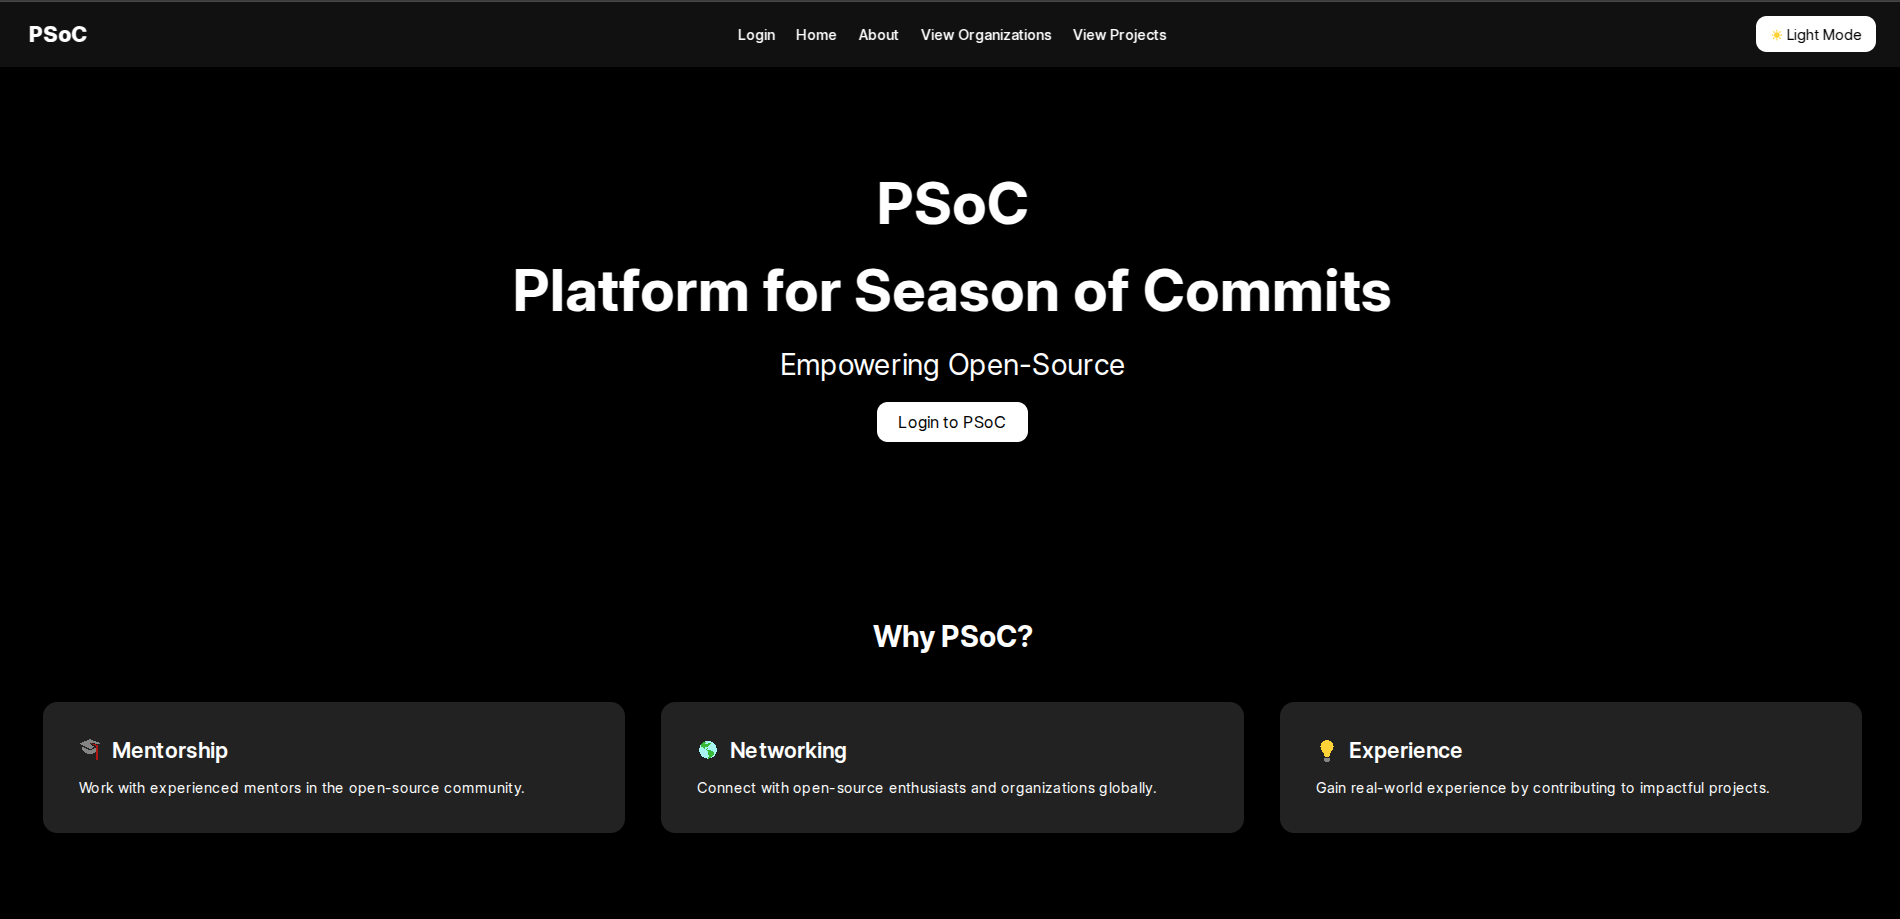 PSoC
Login Home About View Organizations View Projects
Light Mode
PSoC
Platform for Season of Commits
Empowering Open-Source
Login to PSoC
Why PSoC?
Mentorship
Work with experienced mentors in the open-source community.
Networking
Connect with open-source enthusiasts and organizations globally.
Experience
Gain real-world experience by contributing to impactful projects.